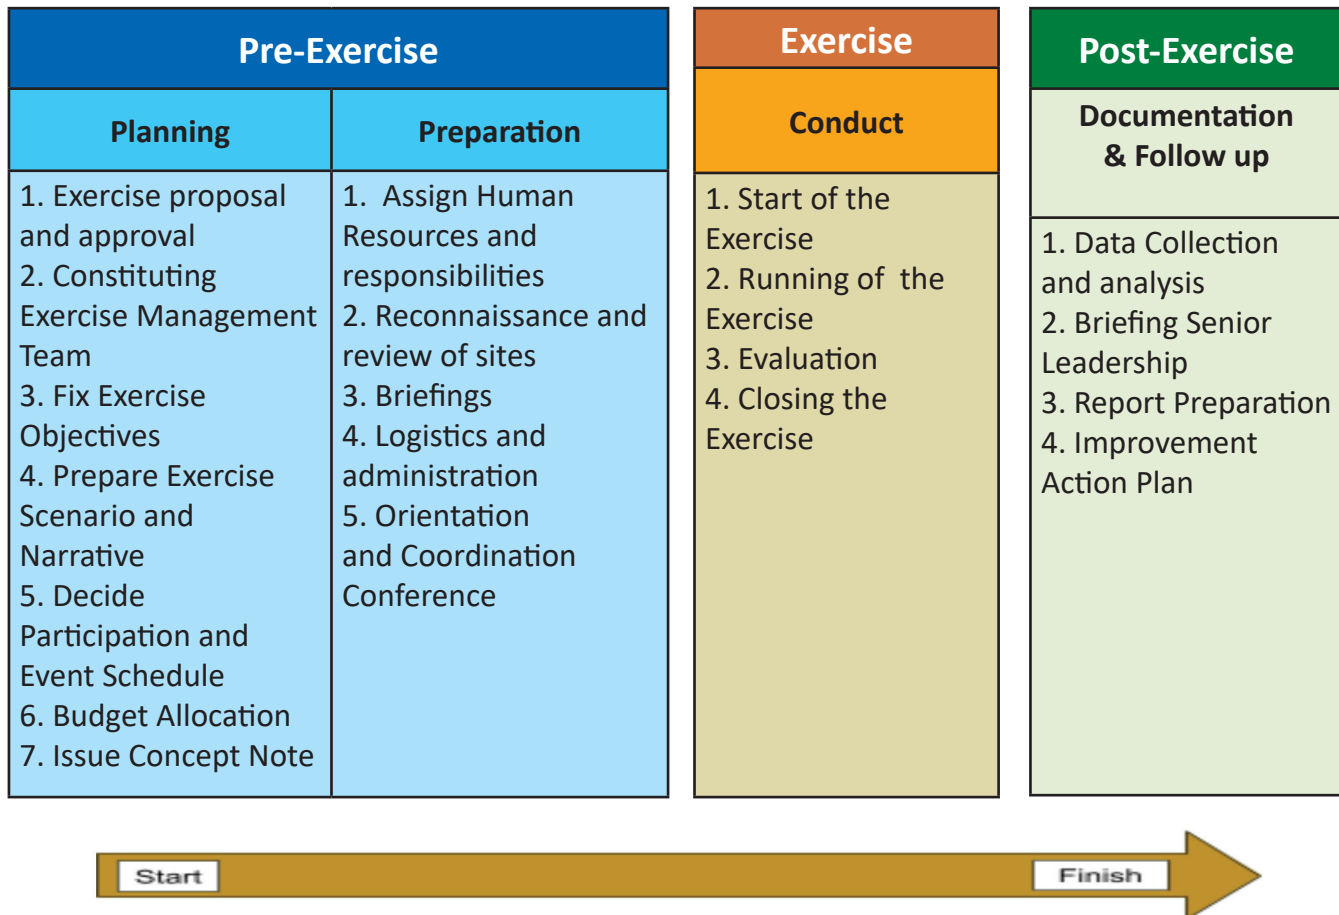 Pre-Exercise
Planning
1. Exercise proposal
and approval
2. Constituting
Exercise Management
Team
3. Fix Exercise
Objectives
4. Prepare Exercise
Scenario and
Narrative
5. Decide
Participation and
Event Schedule
6. Budget Allocation
7. Issue Concept Note
Preparation
1. Assign Human
Resources and
responsibilities
2. Reconnaissance and
review of sites
3. Briefings
4. Logistics and
administration
5. Orientation
and Coordination
Conference
Exercise
Conduct
1. Start of the
Exercise
2. Running of the
Exercise
3. Evaluation
4. Closing the
Exercise
Post-Exercise
Documentation
& Follow up
1. Data Collection
and analysis
2. Briefing Senior
Leadership
3. Report Preparation
4. Improvement
Action Plan
Start
Finish